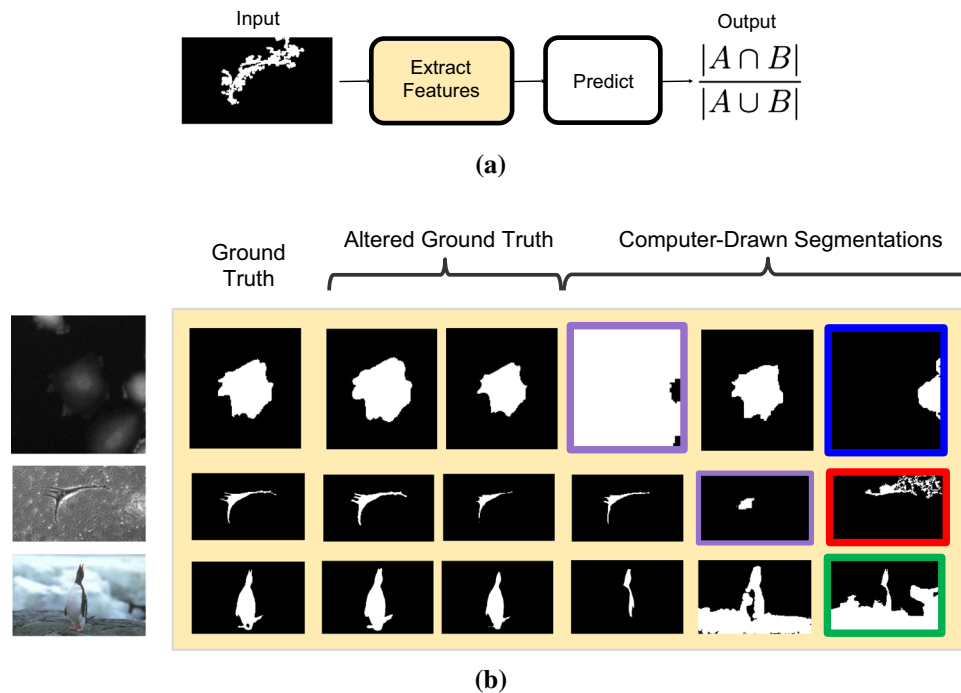 Input
Output
Extract
Features
Predict
|A ∩ B|
|A ∪ B|
(a)
Ground
Truth
Altered Ground Truth
Computer-Drawn Segmentations
(b)